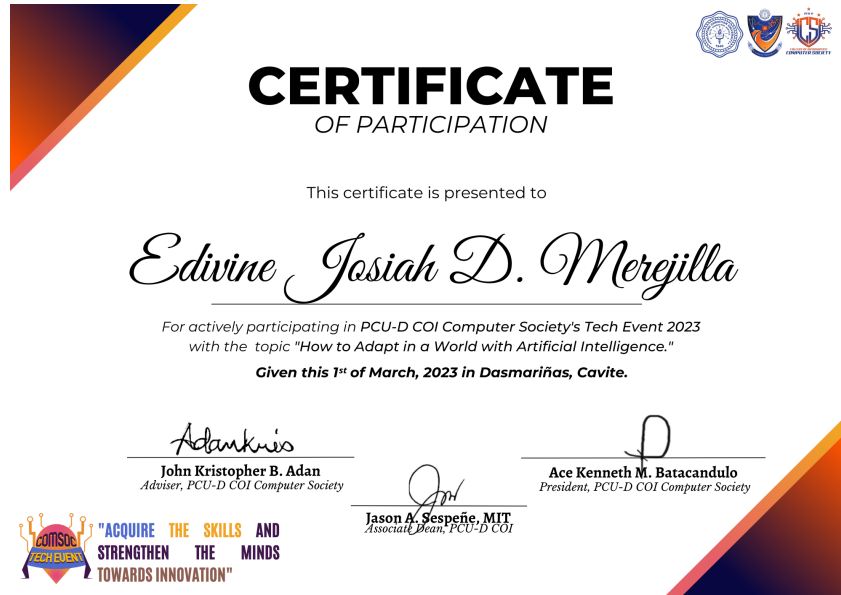 COMPUTER SOCIETY
CERTIFICATE
OF PARTICIPATION
This certificate is presented to
Edivine Josiah D. Merejilla
For actively participating in PCU-D COI Computer Society's Tech Event 2023
with the topic "How to Adapt in a World with Artificial Intelligence."
Given this 1st of March, 2023 in Dasmariñas, Cavite.
Adankris
John Kristopher B. Adan
Adviser, PCU-D COI Computer Society
D
Ace Kenneth M. Batacandulo
President, PCU-D COI Computer Society
Jason A. Sespeñe, MIT
Associate Dean, PCU-D COI
COMSOC
TECH EVENT
"ACQUIRE THE SKILLS AND
STRENGTHEN THE MINDS
TOWARDS INNOVATION"